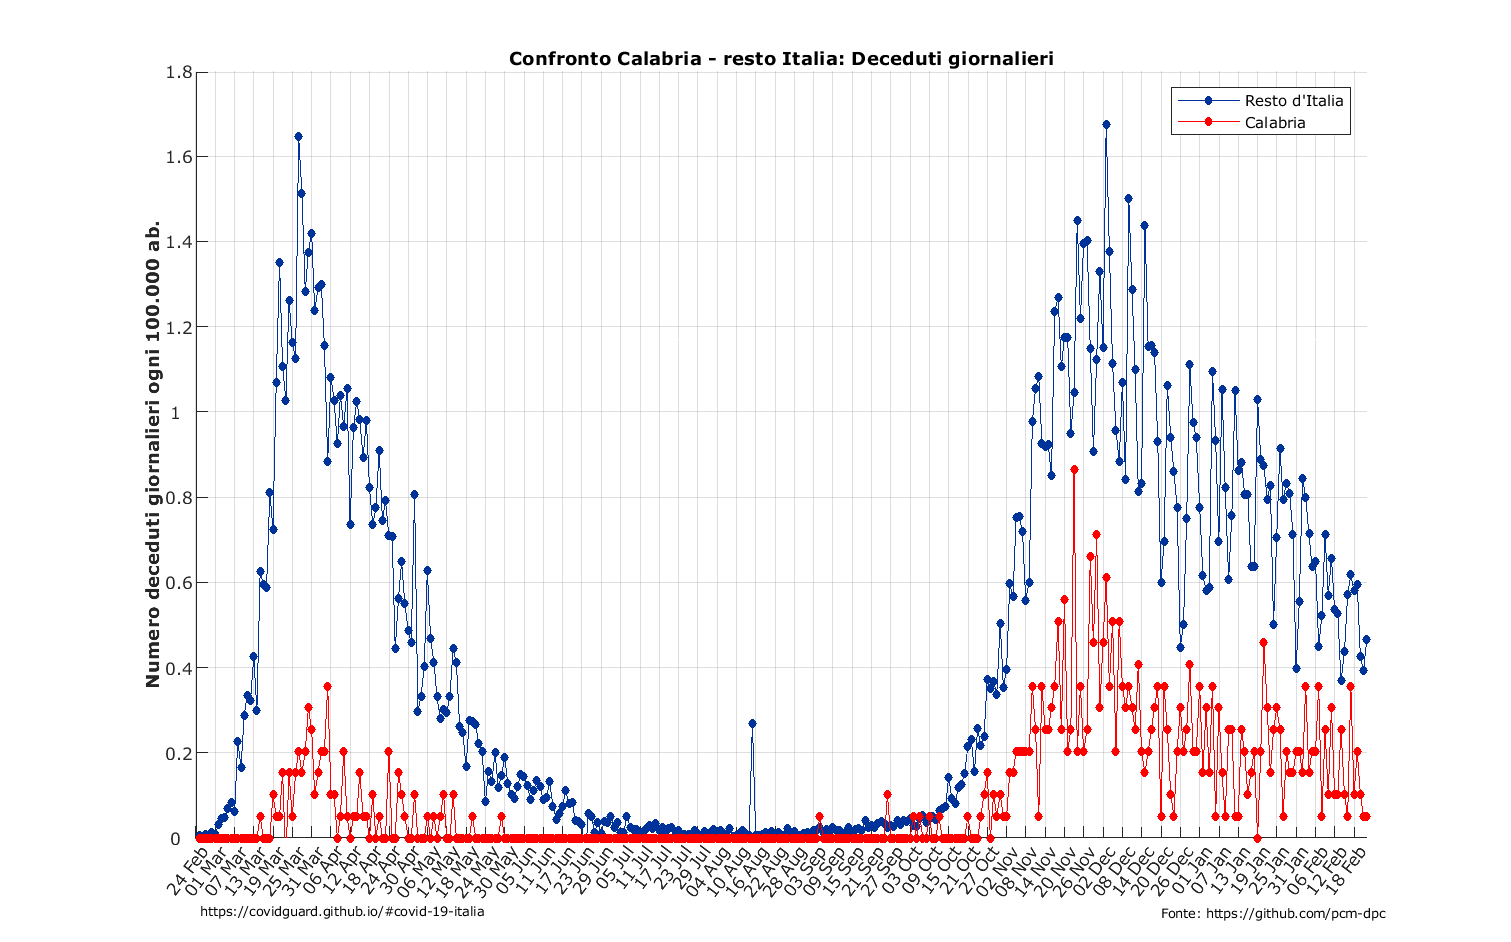 Confronto Calabria - resto Italia: Deceduti giornalieri
Resto d'Italia
Calabria
Numero deceduti giornalieri ogni 100.000 ab.
1.8
1.6
1.4
1.2
1
0.8
0.6
0.4
0.2
0
24 Feb
01 Mar
07 Mar
13 Mar
19 Mar
25 Mar
31 Mar
06 Apr
12 Apr
18 Apr
24 Apr
30 Apr
06 May
12 May
18 May
24 May
30 May
05 Jun
11 Jun
17 Jun
23 Jun
29 Jun
05 Jul
11 Jul
17 Jul
23 Jul
29 Jul
04 Aug
10 Aug
16 Aug
22 Aug
28 Aug
03 Sep
09 Sep
15 Sep
21 Sep
27 Sep
03 Oct
09 Oct
15 Oct
21 Oct
27 Oct
02 Nov
08 Nov
14 Nov
20 Nov
26 Nov
02 Dec
08 Dec
14 Dec
20 Dec
26 Dec
01 Jan
07 Jan
13 Jan
19 Jan
25 Jan
31 Jan
06 Feb
12 Feb
18 Feb
https://covidguard.github.io/#covid-19-italia
Fonte: https://github.com/pcm-dpc